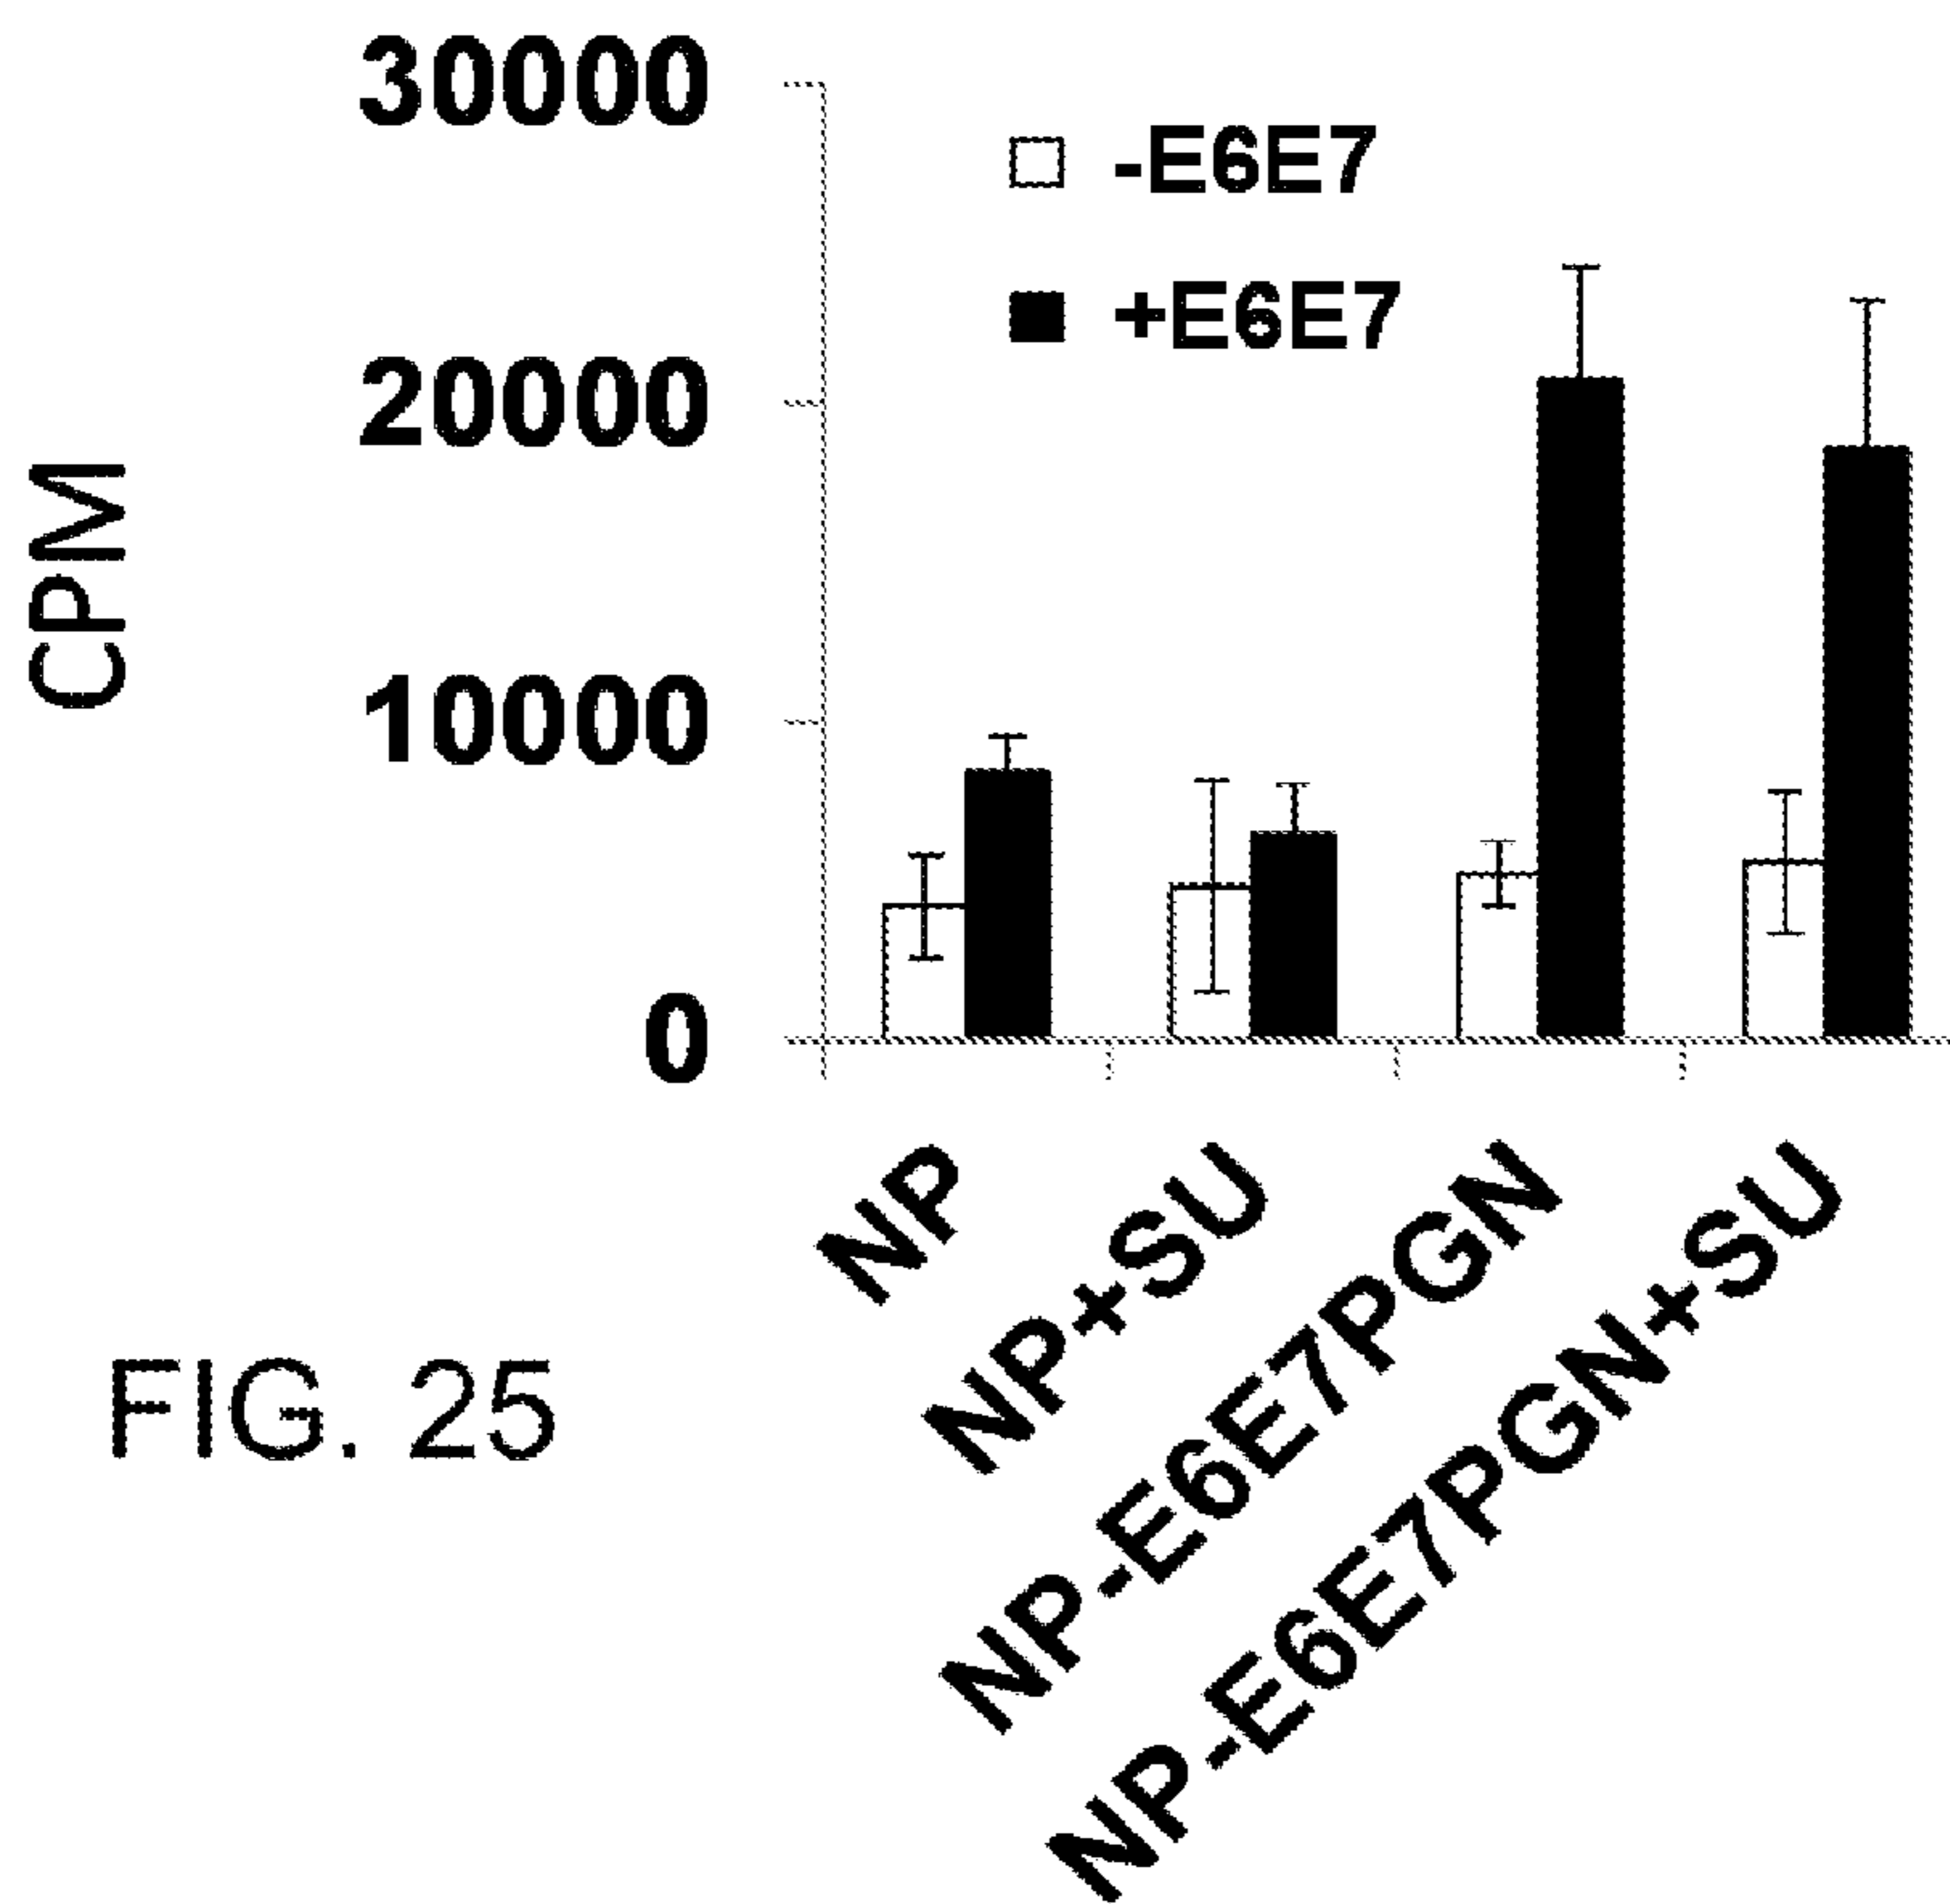 30000
-E6E7
+E6E7
20000
CPM
10000
0
NP
NP+SU
NP-E6E7PGN
NP-E6E7PGN+SU
FIG. 25